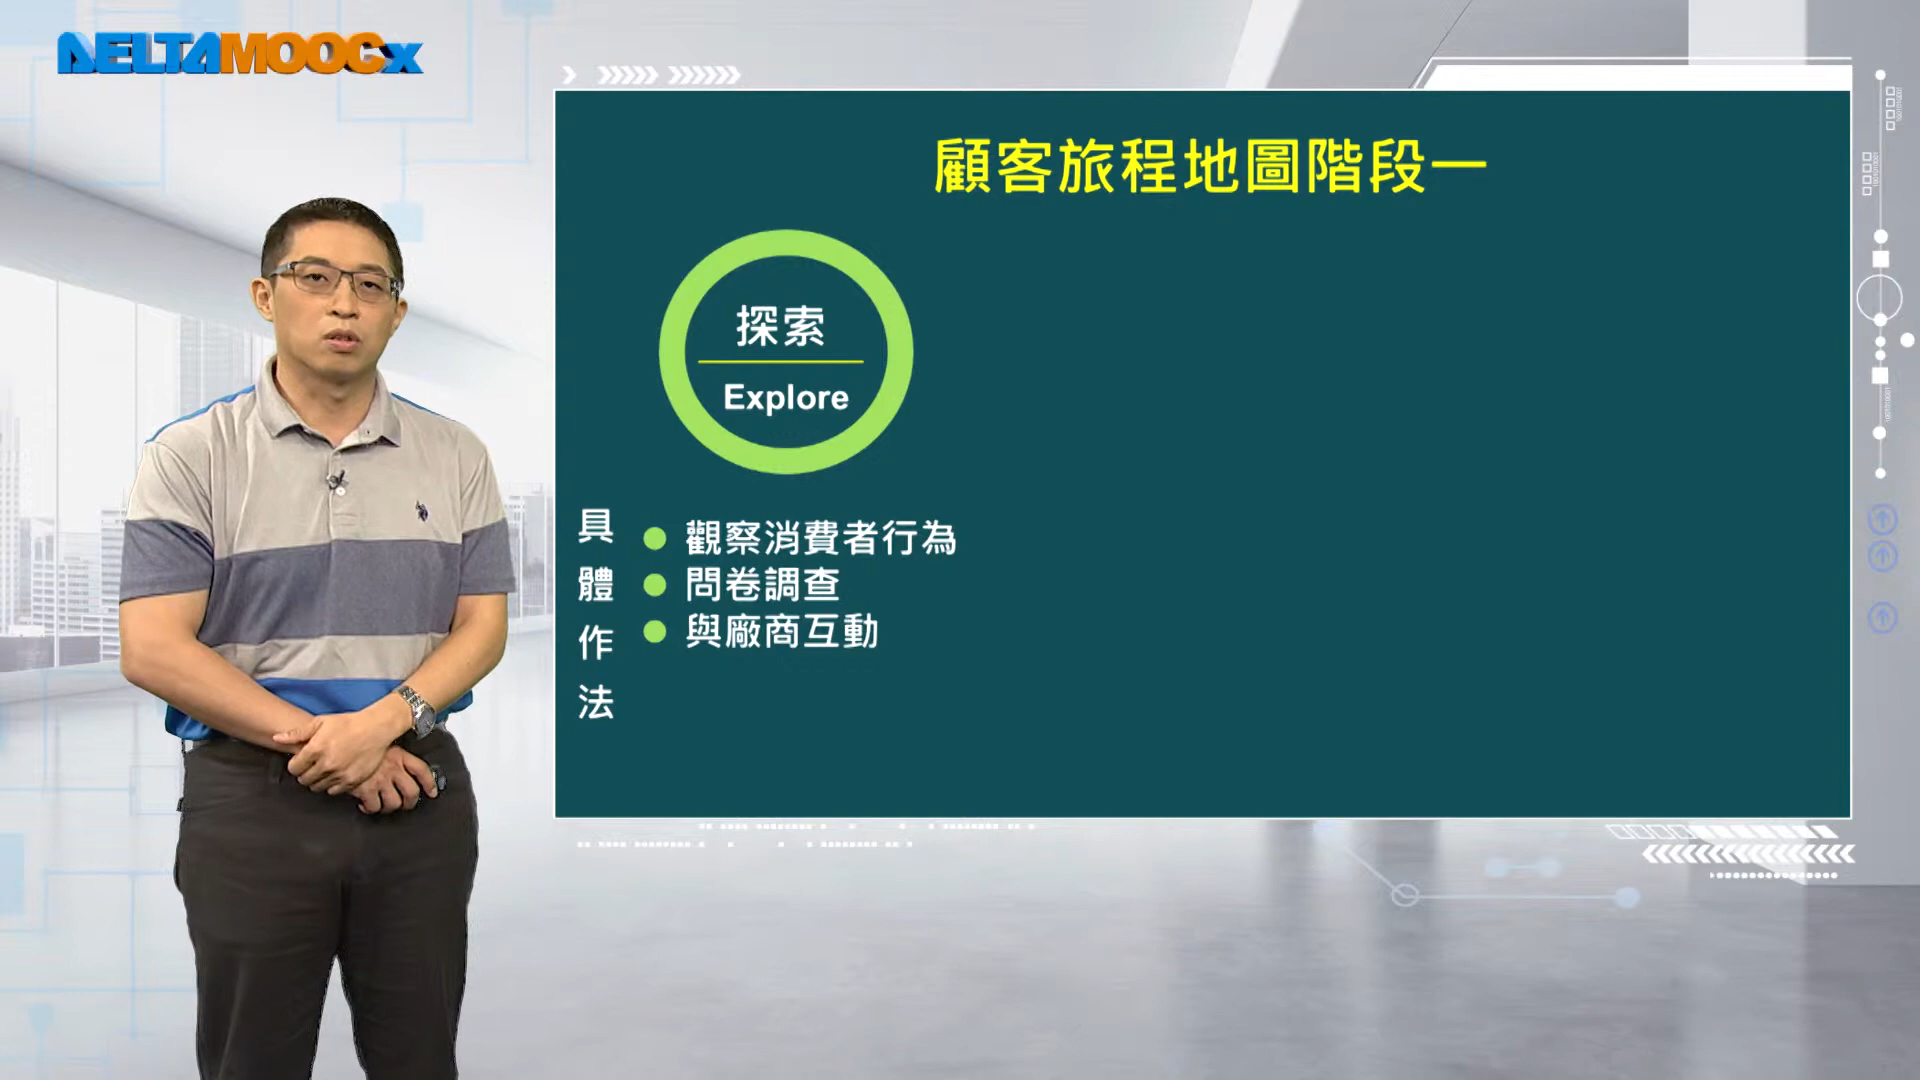 DELTAMOOCx
顧客旅程地圖階段一
探索
Explore
具體作法
觀察消費者行為
問卷調查
與廠商互動